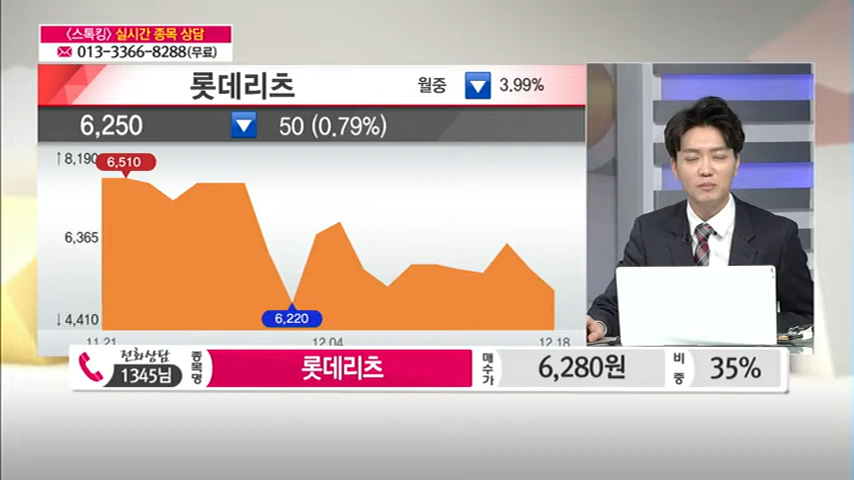 <스톡킹> 실시간 종목 상담
013-3366-8288(무료)
롯데리츠 월중 ▼ 3.99%
6,250 ▼ 50 (0.79%)
↑8,190
6,510
6,365
6,220
↓4,410
11.21 12.04 12.18
전화상담
1345님
종목명
롯데리츠
매수가
6,280원
비중
35%